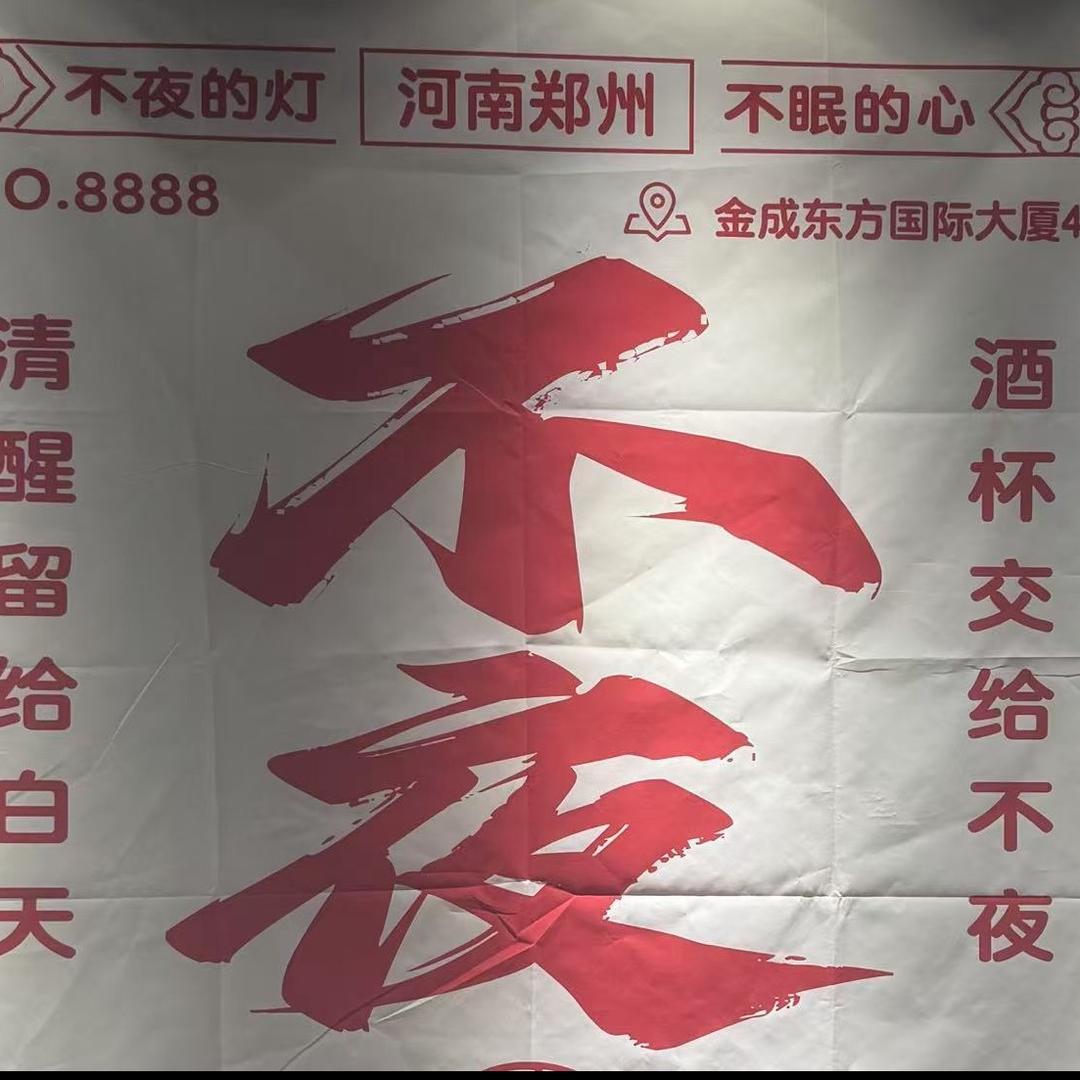 不夜的灯 河南郑州 不眠的心
O.8888
金成东方国际大厦4
不夜
清醒留给白天
酒杯交给不夜